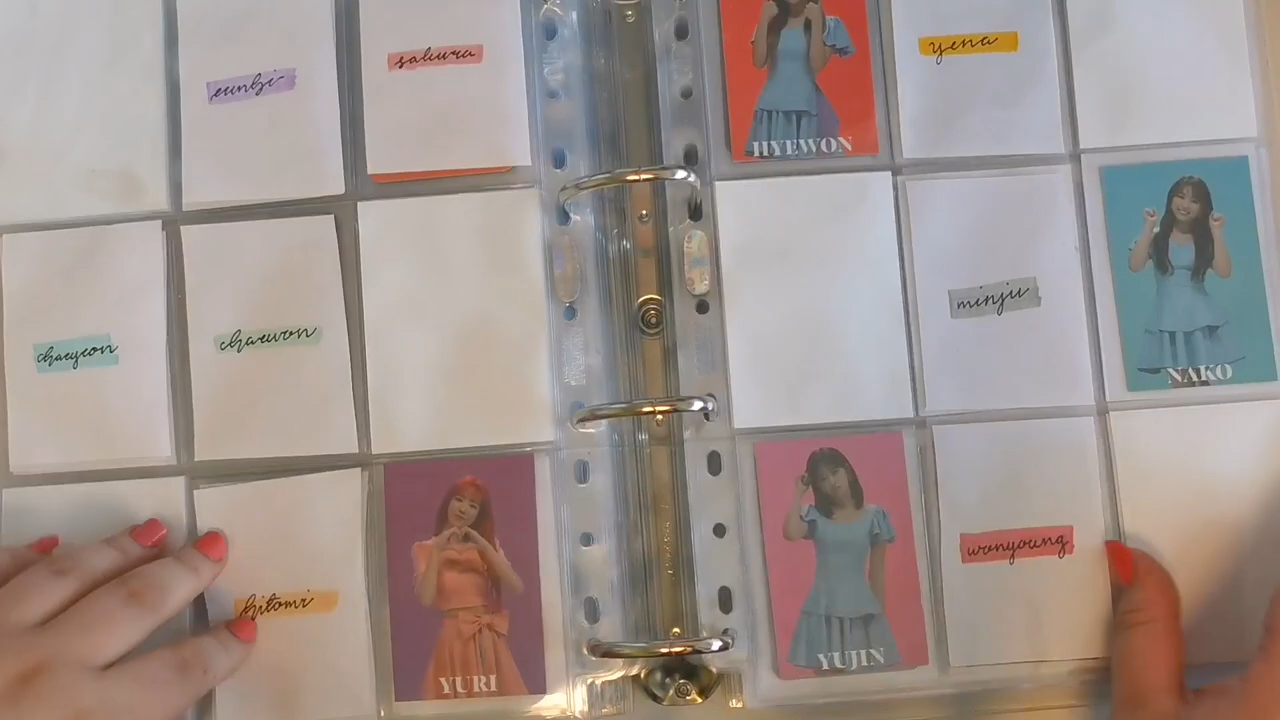 eunbi
sakura
HYEWON
yena
chaeyeon
chaewon
minju
NAKO
hitomi
YURI
YUJIN
wonyoung